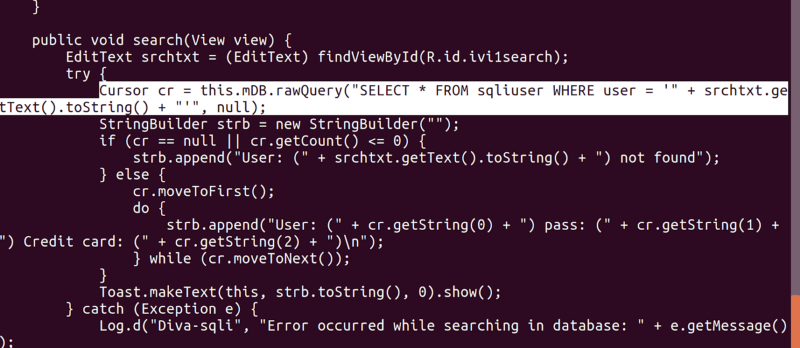 }

    public void search(View view) {
        EditText srchtxt = (EditText) findViewById(R.id.ivi1search);
        try {
            Cursor cr = this.mDB.rawQuery("SELECT * FROM sqliuser WHERE user = '" + srchtxt.ge
tText().toString() + "'", null);
            StringBuilder strb = new StringBuilder("");
            if (cr == null || cr.getCount() <= 0) {
                strb.append("User: (" + srchtxt.getText().toString() + ") not found");
            } else {
                cr.moveToFirst();
                do {
                    strb.append("User: (" + cr.getString(0) + ") pass: (" + cr.getString(1) +
") Credit card: (" + cr.getString(2) + ")\n");
                } while (cr.moveToNext());
            }
            Toast.makeText(this, strb.toString(), 0).show();
        } catch (Exception e) {
            Log.d("Diva-sqli", "Error occurred while searching in database: " + e.getMessage()
);